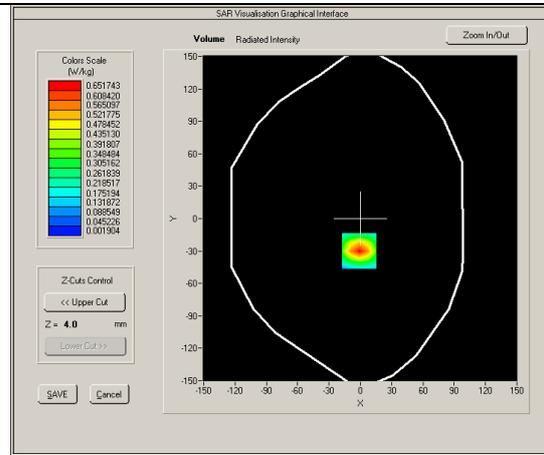 SAR Visualisation Graphical Interface
Volume Radiated Intensity
Zoom In/Out
Colors Scale
(W/kg)
0.651743
0.608420
0.565097
0.521775
0.478452
0.435130
0.391807
0.348484
0.305162
0.261839
0.218517
0.175194
0.131872
0.088549
0.045226
0.001904
Z-Cuts Control
<< Upper Cut
Z = 4.0 mm
Lower Cut >>
SAVE Cancel
150
120
90
60
30
0
-30
-60
-90
-120
-150
Y
-150 -120 -90 -60 -30 0 30 60 90 120 150
X